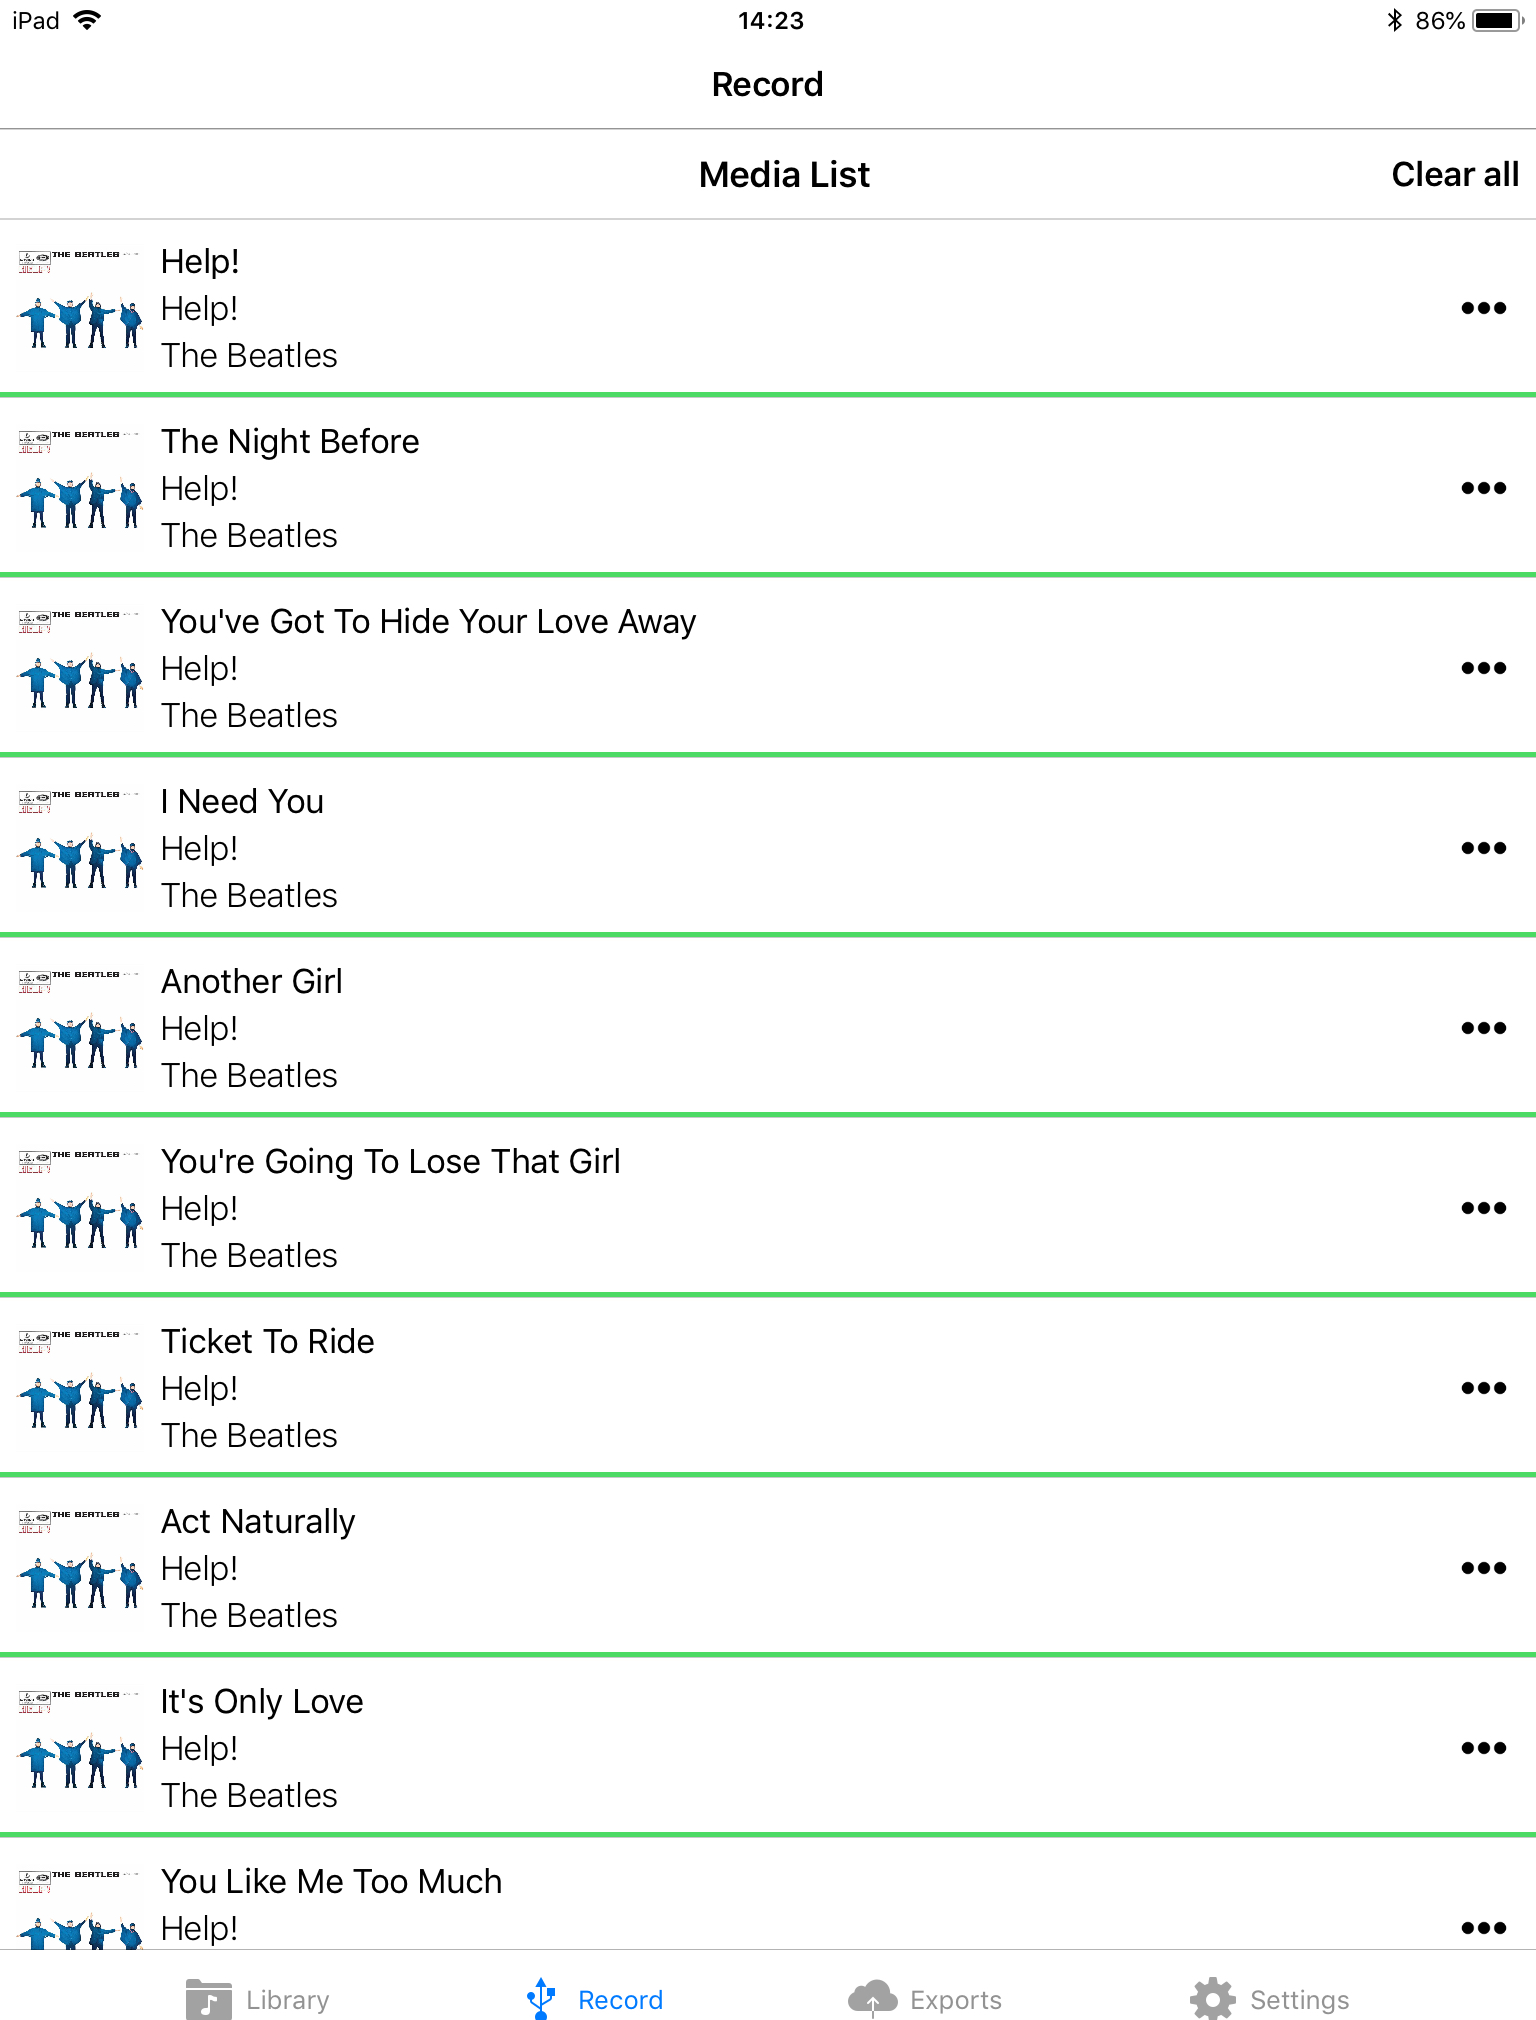 iPad 14:23 86%
Record
Media List Clear all
THE BEATLES
Help!
Help!
The Beatles
THE BEATLES
The Night Before
Help!
The Beatles
THE BEATLES
You've Got To Hide Your Love Away
Help!
The Beatles
THE BEATLES
I Need You
Help!
The Beatles
THE BEATLES
Another Girl
Help!
The Beatles
THE BEATLES
You're Going To Lose That Girl
Help!
The Beatles
THE BEATLES
Ticket To Ride
Help!
The Beatles
THE BEATLES
Act Naturally
Help!
The Beatles
THE BEATLES
It's Only Love
Help!
The Beatles
THE BEATLES
You Like Me Too Much
Help!
Library Record Exports Settings